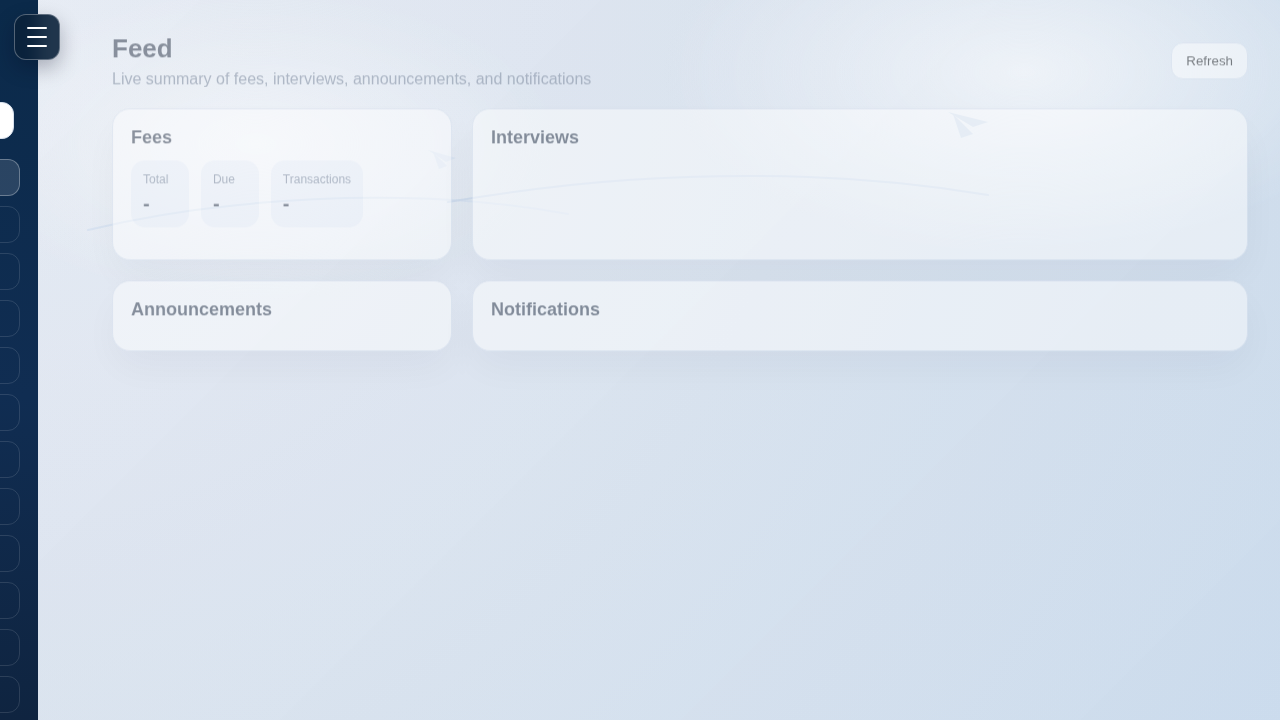 Feed
Live summary of fees, interviews, announcements, and notifications
Refresh
Fees
Total
-
Due
-
Transactions
-
Interviews
Announcements
Notifications